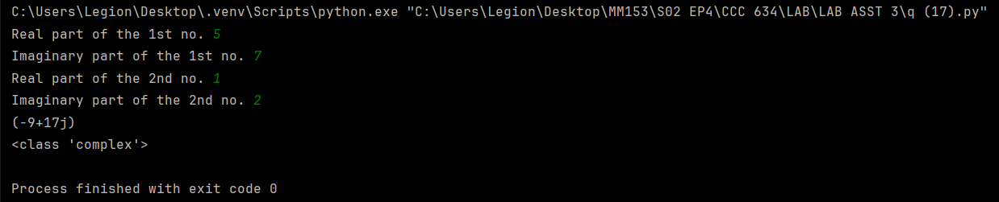 C:\Users\Legion\Desktop\.venv\Scripts\python.exe "C:\Users\Legion\Desktop\MM153\S02 EP4\CCC 634\LAB\LAB ASST 3\q (17).py"
Real part of the 1st no. 5
Imaginary part of the 1st no. 7
Real part of the 2nd no. 1
Imaginary part of the 2nd no. 2
(-9+17j)
<class 'complex'>
Process finished with exit code 0